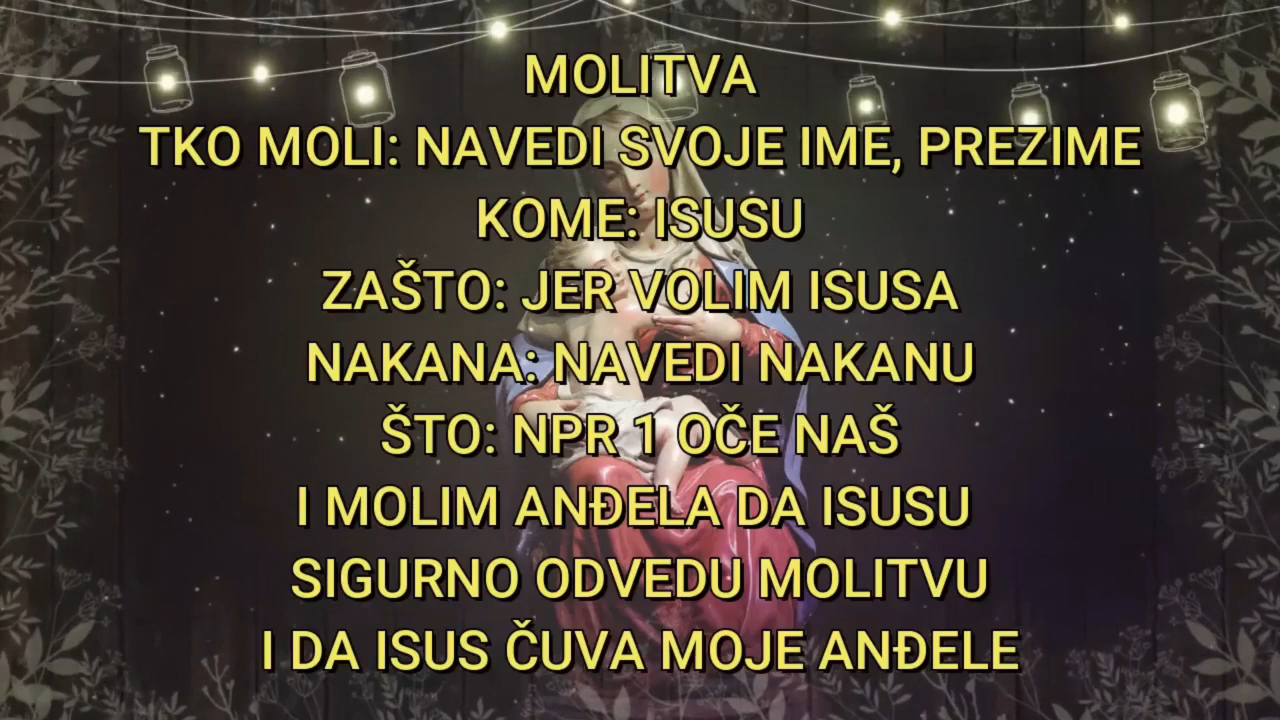 MOLITVA
TKO MOLI: NAVEDI SVOJE IME, PREZIME
KOME: ISUSU
ZAŠTO: JER VOLIM ISUSA
NAKANA: NAVEDI NAKANU
ŠTO: NPR 1 OČE NAŠ
I MOLIM ANĐELA DA ISUSU
SIGURNO ODVEDU MOLITVU
I DA ISUS ČUVA MOJE ANĐELE